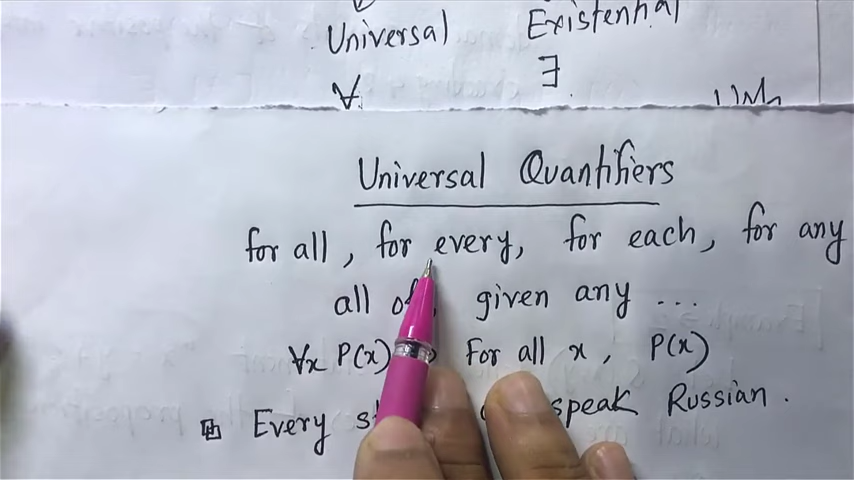 Universal Existential
∀ ∃
Universal Quantifiers
for all, for every, for each, for any
all of, given any ...
∀x P(x) For all x, P(x)
Every speak Russian.